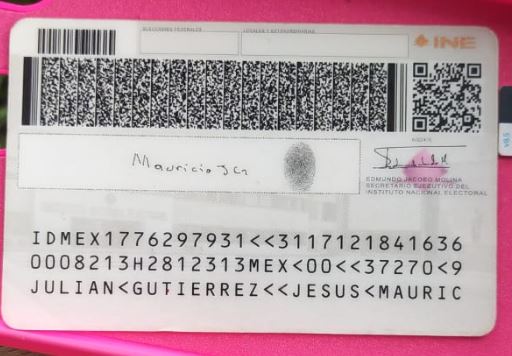 ELECCIONES FEDERALES
LOCALES Y EXTRAORDINARIAS
INE
Mauricio JG
EDMUNDO JACOBO MOLINA
SECRETARIO EJECUTIVO DEL
INSTITUTO NACIONAL ELECTORAL
IDMEX1776297931<<3117121841636
0008213H2812313MEX<00<<37270<9
JULIAN<GUTIERREZ<<JESUS<MAURIC